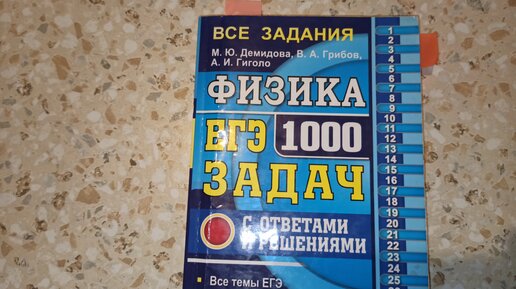 ВСЕ ЗАДАНИЯ
М. Ю. Демидова, В. А. Грибов,
А. И. Гиголо
ФИЗИКА
ЕГЭ 1000
ЗАДАЧ
С ОТВЕТАМИ
И РЕШЕНИЯМИ
Все темы ЕГЭ
1
2
3
4
5
6
7
8
9
10
11
12
13
14
15
16
17
18
19
20
21
22
23
24
25